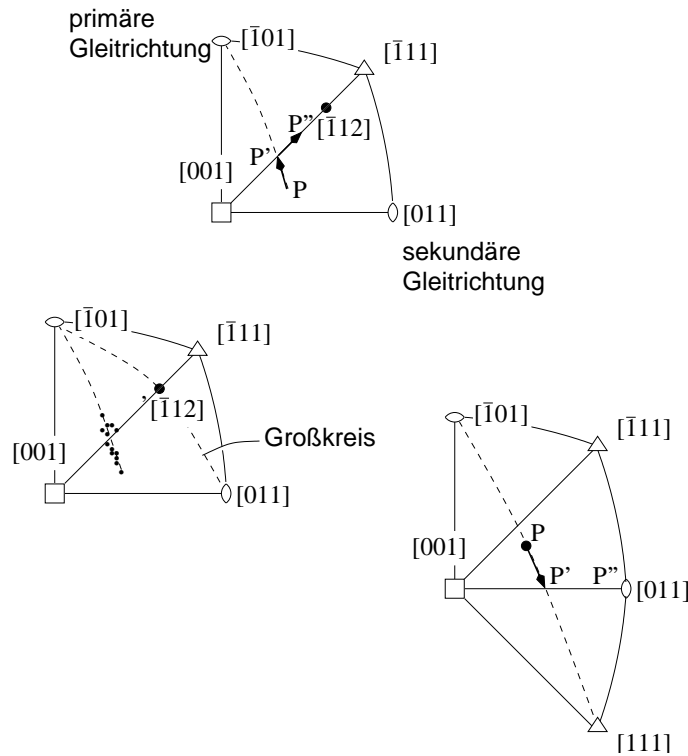 primäre
Gleitrichtung
[1̅01]
[1̅11]
P”
[1̅12]
P’
[001]
P
[011]
sekundäre
Gleitrichtung
[1̅01]
[1̅11]
[1̅12]
Großkreis
[001]
[011]
[1̅01]
[1̅11]
P
[001]
P’
P”
[011]
[111]